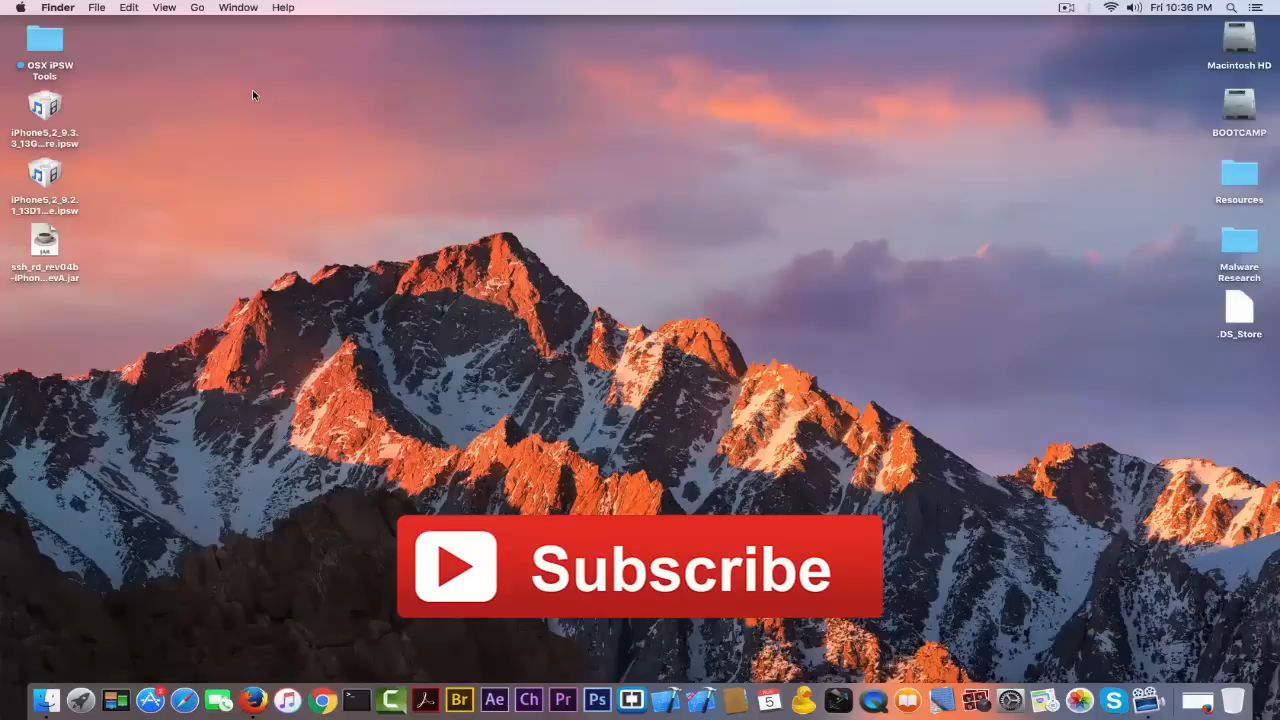 Finder File Edit View Go Window Help
Fri 10:36 PM
OSX iPSW
Tools
iPhone5,2_9.3.
3_13G...re.ipsw
iPhone5,2_9.2.
1_13D1...e.ipsw
JAR
ssh_rd_rev04b
-iPhon...evA.jar
Macintosh HD
BOOTCAMP
Resources
Malware
Research
.DS_Store
Subscribe
Br Ae Ch Pr Ps
5